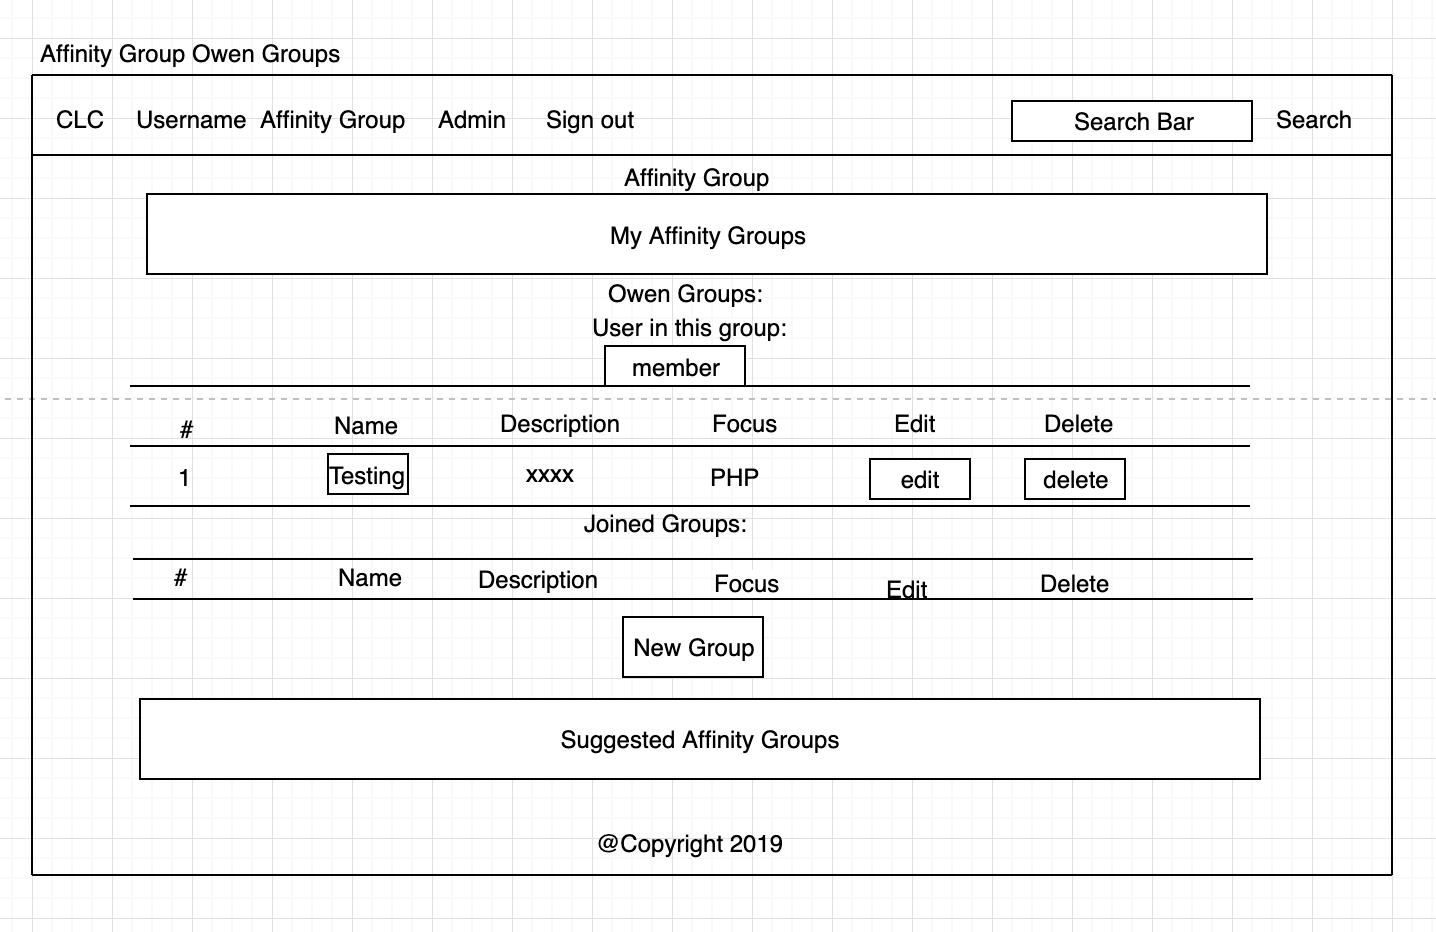 Affinity Group Owen Groups
CLC Username Affinity Group Admin Sign out Search Bar Search
Affinity Group
My Affinity Groups
Owen Groups:
User in this group:
member
# Name Description Focus Edit Delete
1 Testing xxxx PHP edit delete
Joined Groups:
# Name Description Focus Edit Delete
New Group
Suggested Affinity Groups
@Copyright 2019